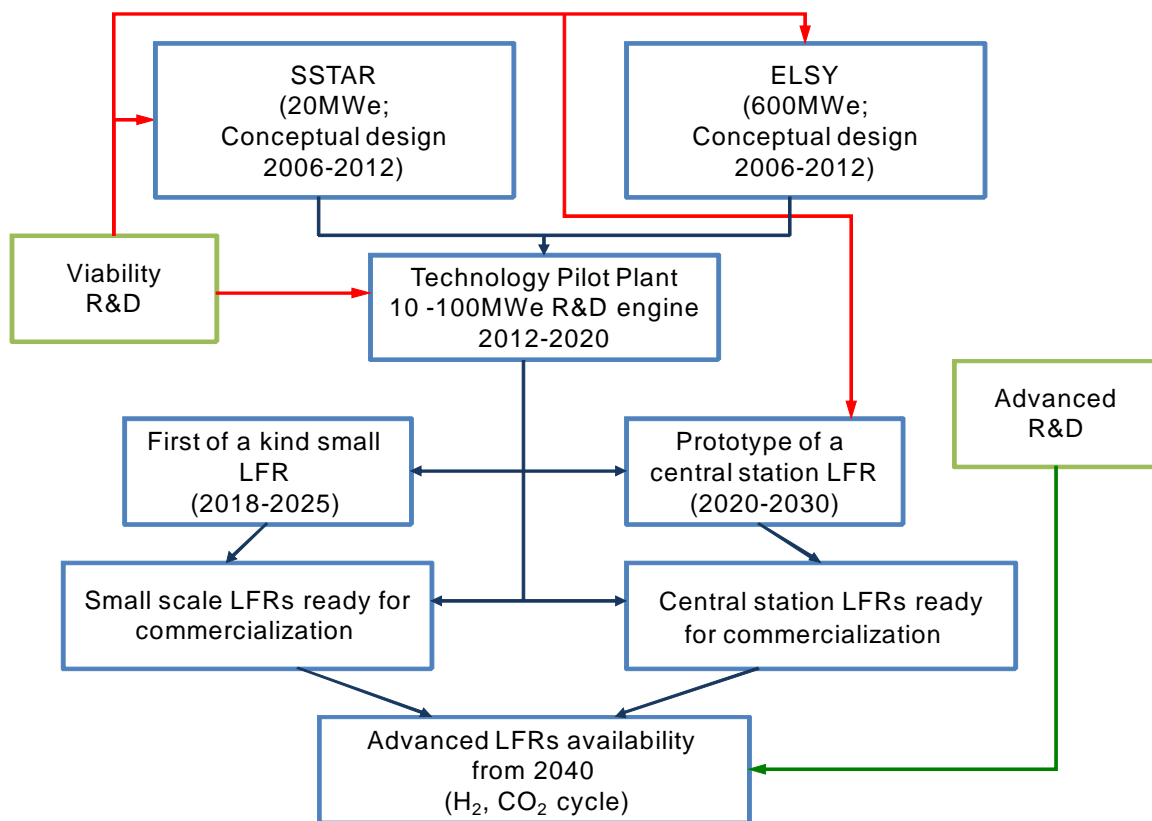 SSTAR
(20MWe;
Conceptual design
2006-2012)
ELSY
(600MWe;
Conceptual design
2006-2012)
Viability
R&D
Technology Pilot Plant
10 -100MWe R&D engine
2012-2020
Advanced
R&D
First of a kind small
LFR
(2018-2025)
Prototype of a
central station LFR
(2020-2030)
Small scale LFRs ready for
commercialization
Central station LFRs ready
for commercialization
Advanced LFRs availability
from 2040
(H₂, CO₂ cycle)